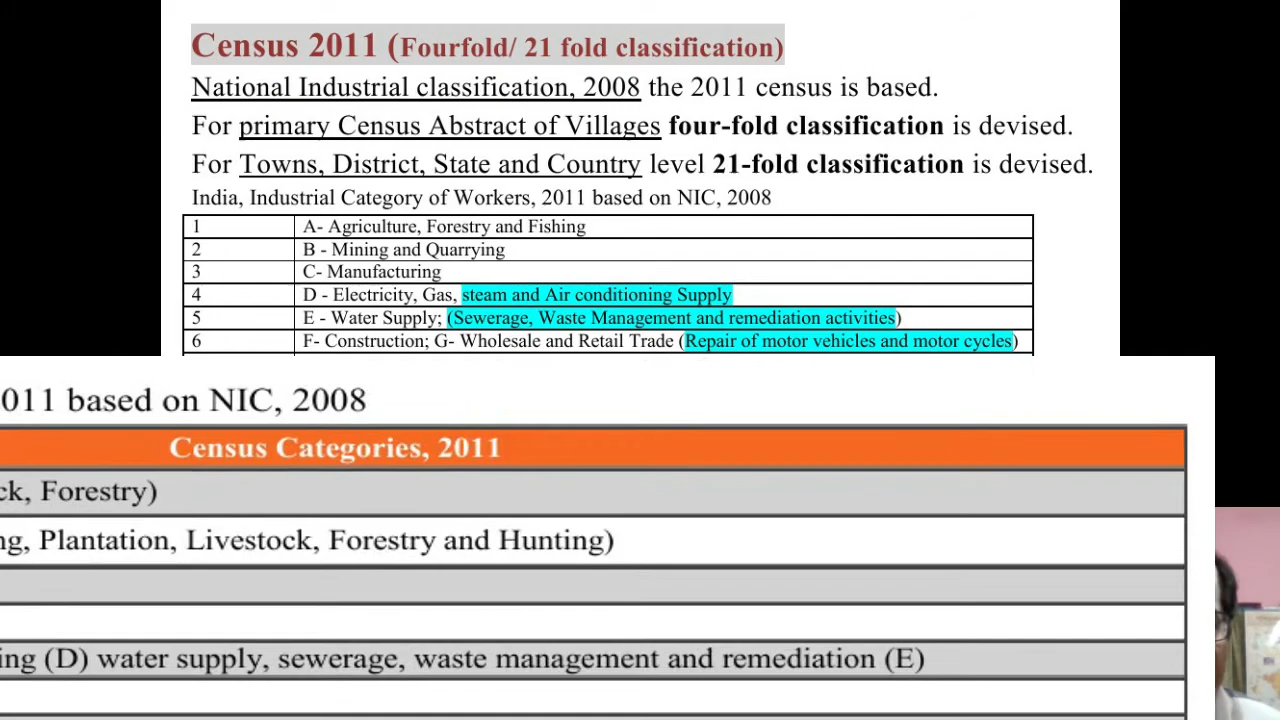 Census 2011 (Fourfold/ 21 fold classification)
National Industrial classification, 2008 the 2011 census is based.
For primary Census Abstract of Villages four-fold classification is devised.
For Towns, District, State and Country level 21-fold classification is devised.
India, Industrial Category of Workers, 2011 based on NIC, 2008
1 A- Agriculture, Forestry and Fishing
2 B - Mining and Quarrying
3 C- Manufacturing
4 D - Electricity, Gas, steam and Air conditioning Supply
5 E - Water Supply; (Sewerage, Waste Management and remediation activities)
6 F- Construction; G- Wholesale and Retail Trade (Repair of motor vehicles and motor cycles)
011 based on NIC, 2008
Census Categories, 2011
ck, Forestry)
ng, Plantation, Livestock, Forestry and Hunting)
ing (D) water supply, sewerage, waste management and remediation (E)